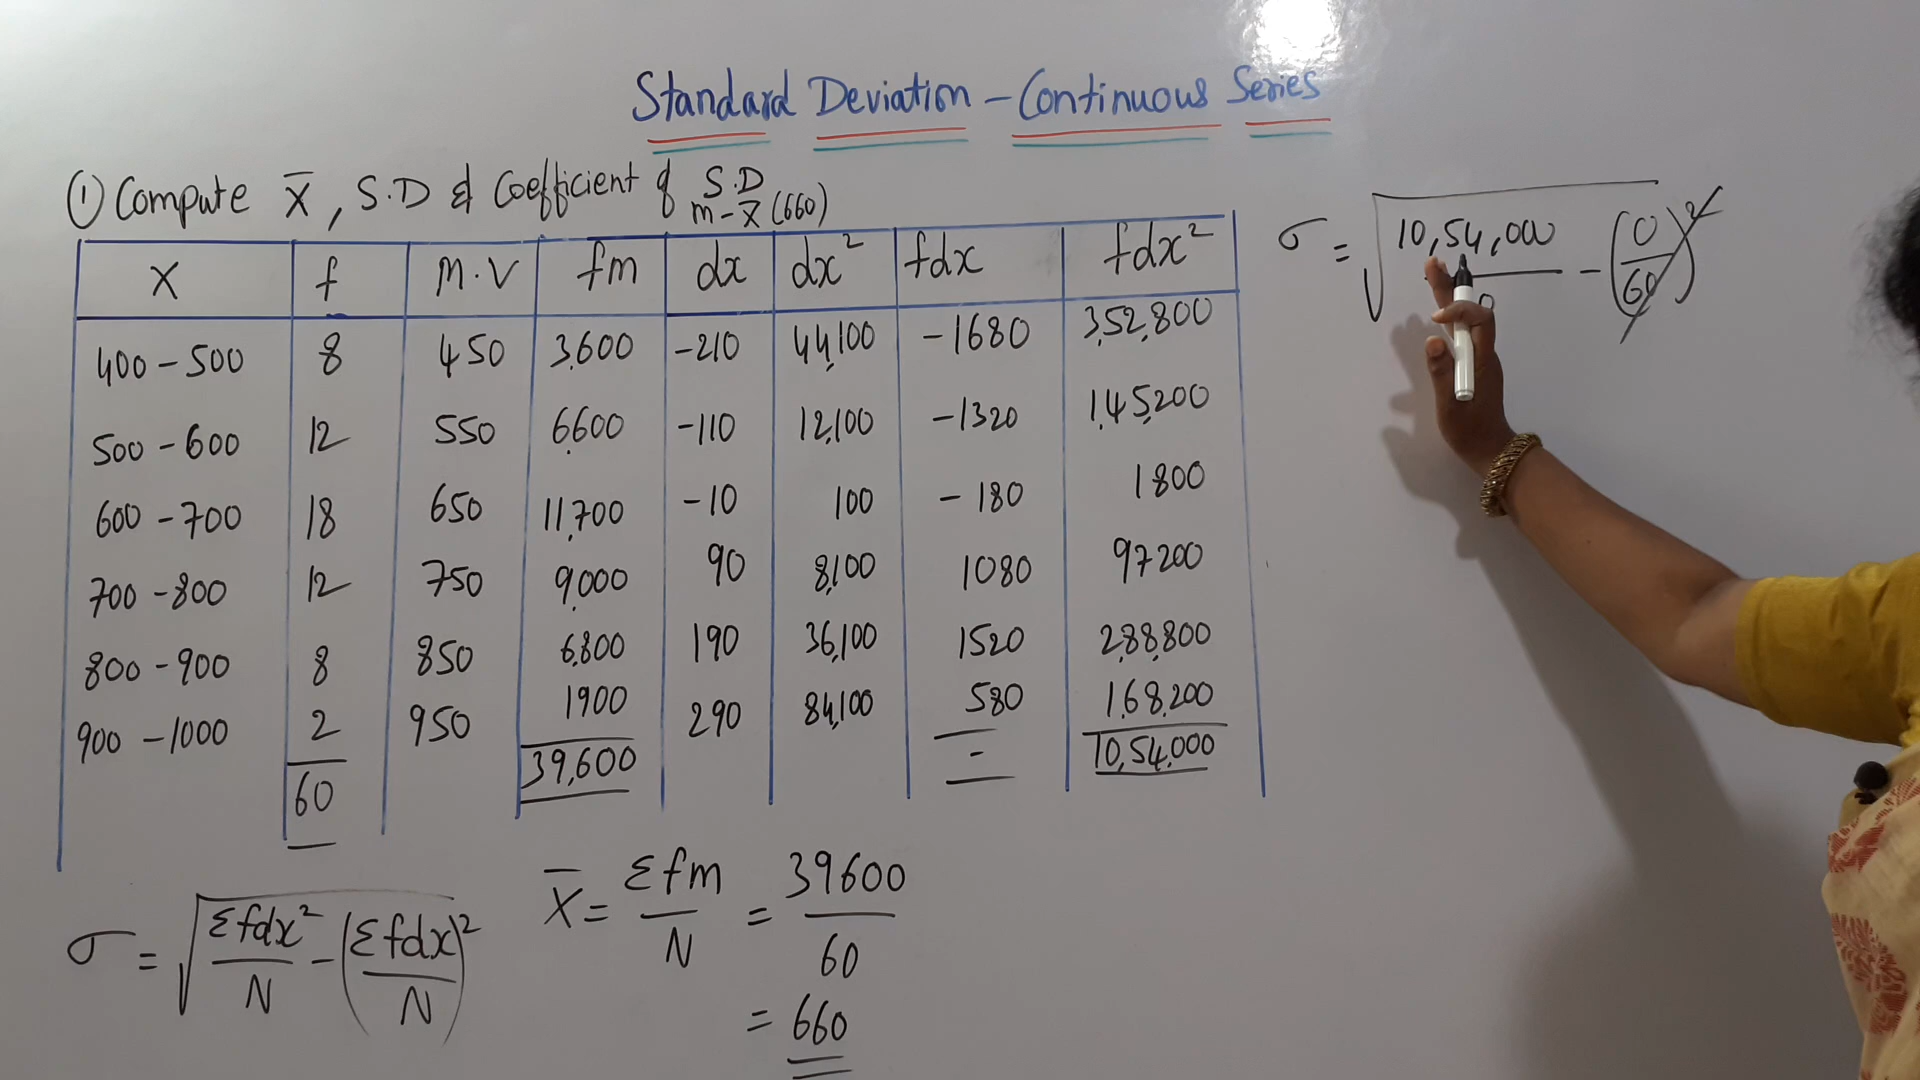 Standard Deviation - Continuous Series
① Compute X̄, S.D & Coefficient of S.D
m - x̄ (660)
X f M.V fm dx dx² fdx fdx²
400 - 500 8 450 3,600 -210 44,100 -1680 3,52,800
500 - 600 12 550 6,600 -110 12,100 -1320 1,45,200
600 - 700 18 650 11,700 -10 100 -180 1800
700 - 800 12 750 9,000 90 8,100 1080 97200
800 - 900 8 850 6,800 190 36,100 1520 2,88,800
900 - 1000 2 950 1900 290 84,100 580 1,68,200
60 39,600 - 10,54,000
σ = √ Σfdx²/N - (Σfdx/N)²
X̄ = Σfm/N = 39600/60
= 660
σ = √ 10,54,000/ 0 - (0/60)²